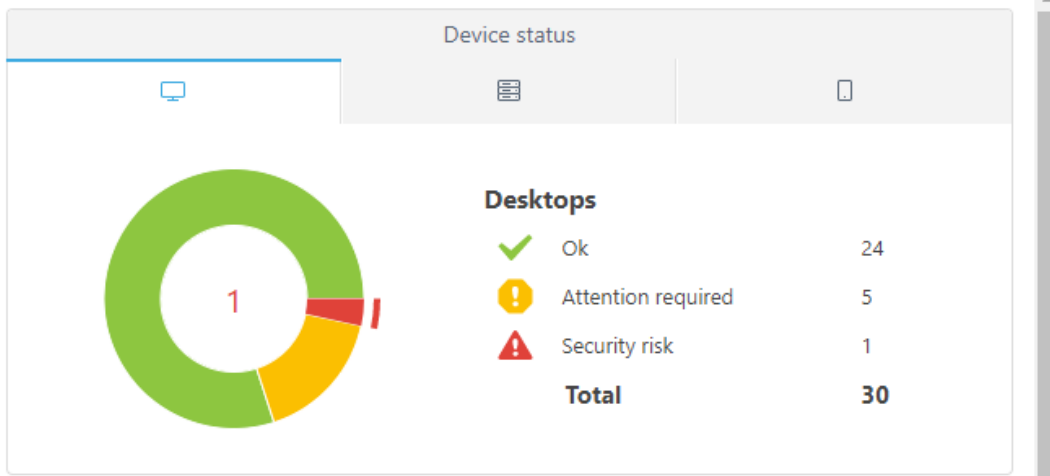 Device status
1
Desktops
Ok 24
Attention required 5
Security risk 1
Total 30